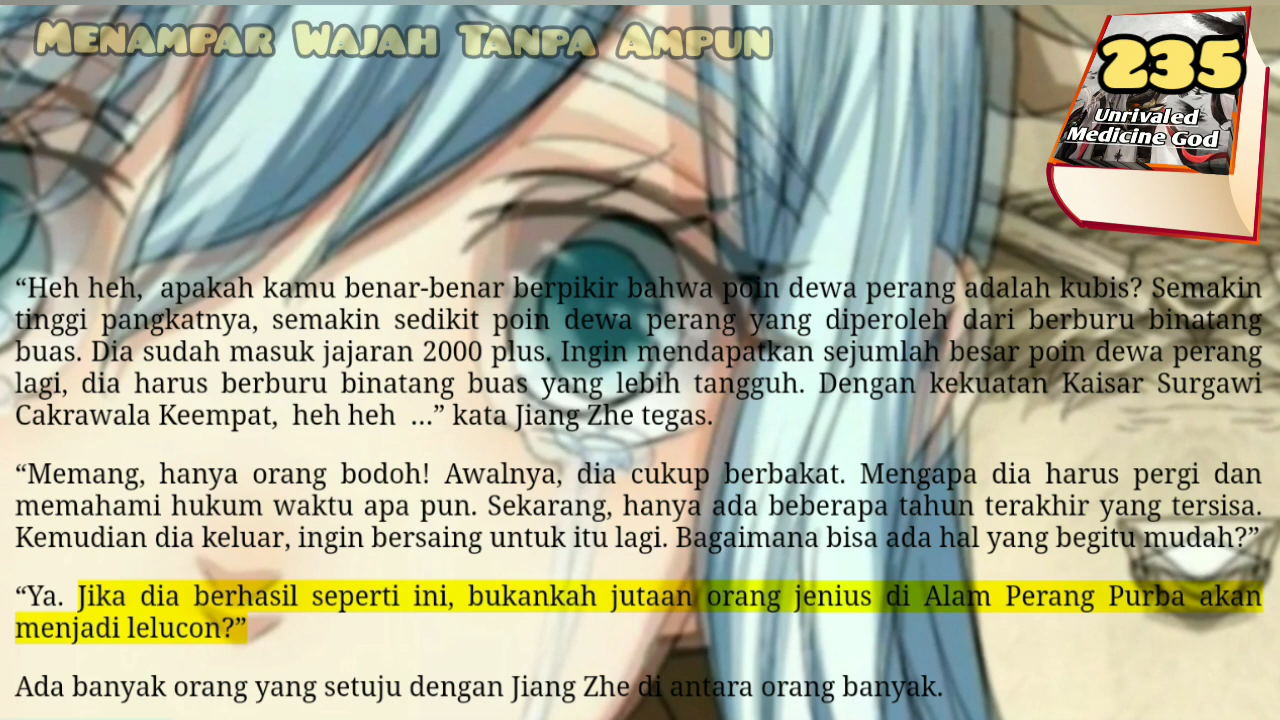 Menampar Wajah Tanpa Ampun
235
Unrivaled
Medicine God
“Heh heh,  apakah kamu benar-benar berpikir bahwa poin dewa perang adalah kubis? Semakin
tinggi pangkatnya, semakin sedikit poin dewa perang yang diperoleh dari berburu binatang
buas. Dia sudah masuk jajaran 2000 plus. Ingin mendapatkan sejumlah besar poin dewa perang
lagi, dia harus berburu binatang buas yang lebih tangguh. Dengan kekuatan Kaisar Surgawi
Cakrawala Keempat,  heh heh  …” kata Jiang Zhe tegas.
“Memang, hanya orang bodoh! Awalnya, dia cukup berbakat. Mengapa dia harus pergi dan
memahami hukum waktu apa pun. Sekarang, hanya ada beberapa tahun terakhir yang tersisa.
Kemudian dia keluar, ingin bersaing untuk itu lagi. Bagaimana bisa ada hal yang begitu mudah?”
“Ya. Jika dia berhasil seperti ini, bukankah jutaan orang jenius di Alam Perang Purba akan
menjadi lelucon?”
Ada banyak orang yang setuju dengan Jiang Zhe di antara orang banyak.